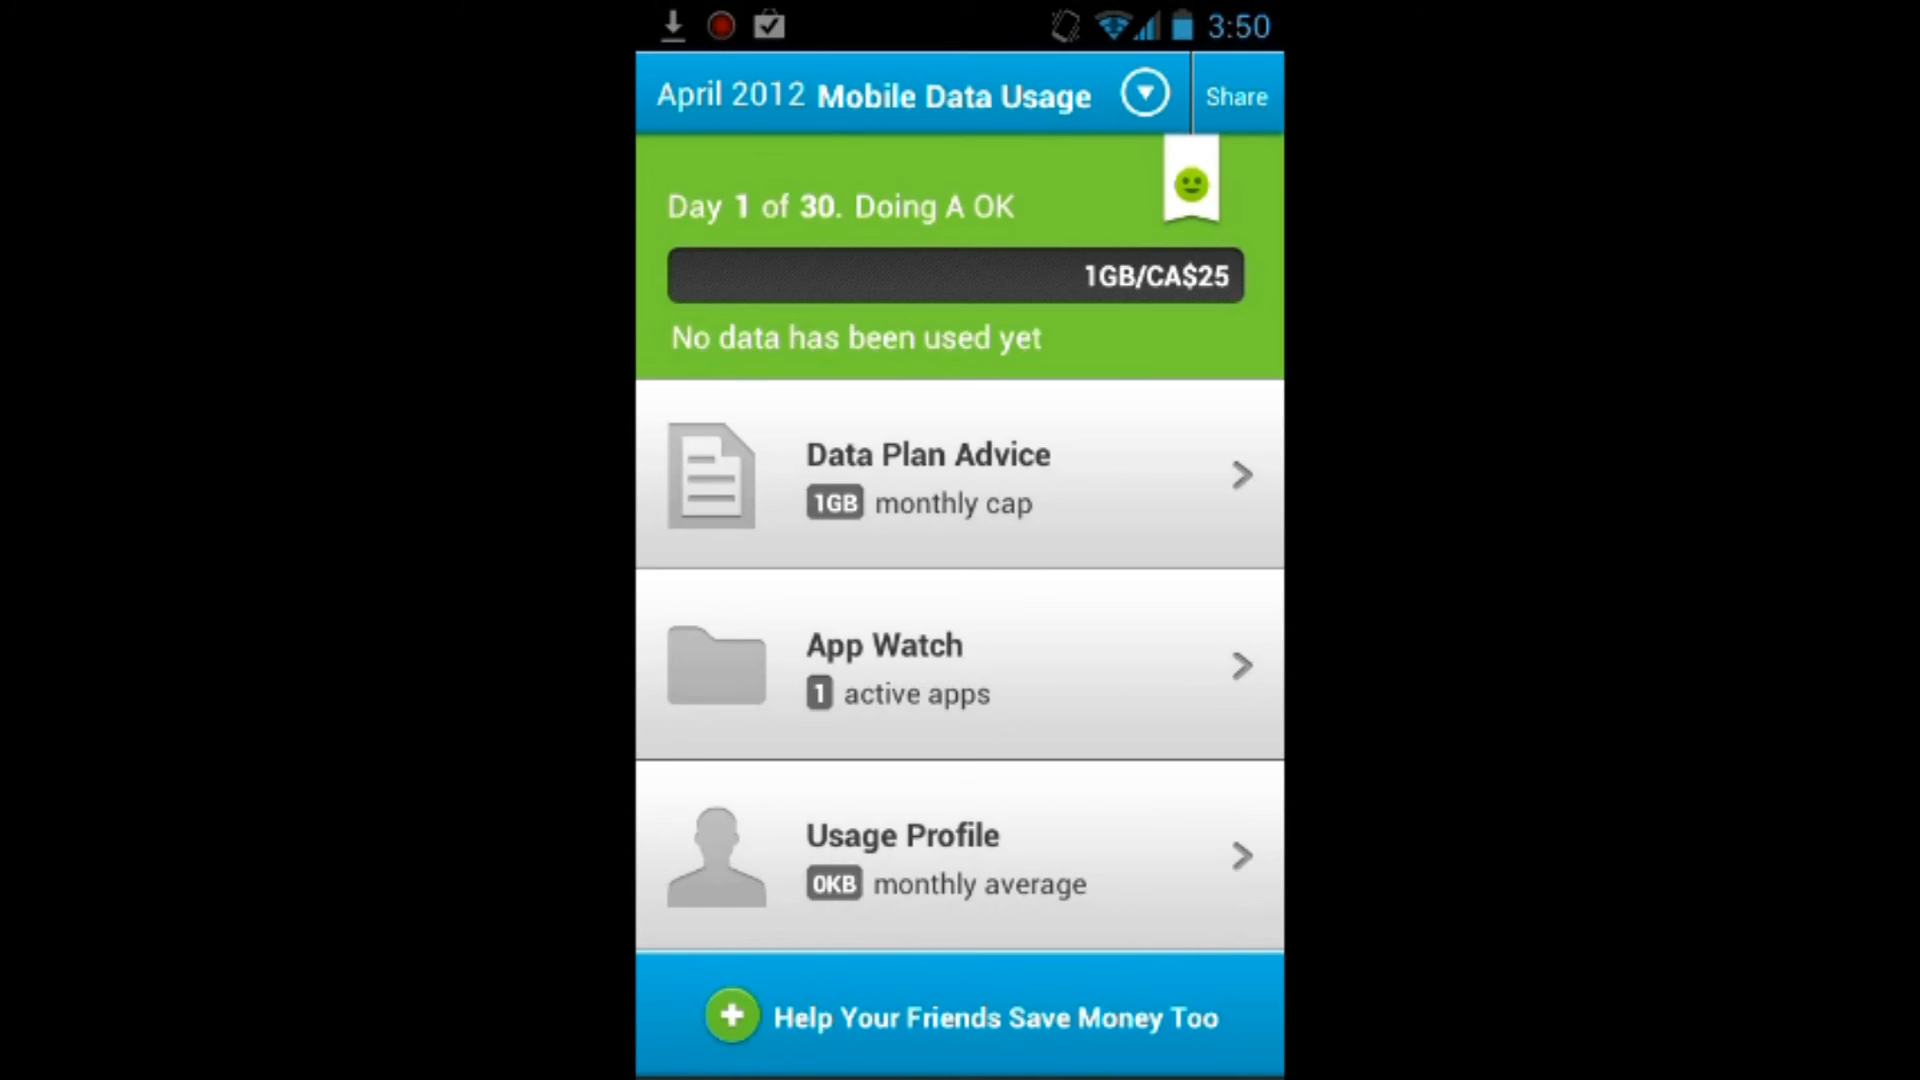 3:50
April 2012 Mobile Data Usage
Share
Day 1 of 30. Doing A OK
1GB/CA$25
No data has been used yet
Data Plan Advice
1GB monthly cap
App Watch
1 active apps
Usage Profile
0KB monthly average
Help Your Friends Save Money Too